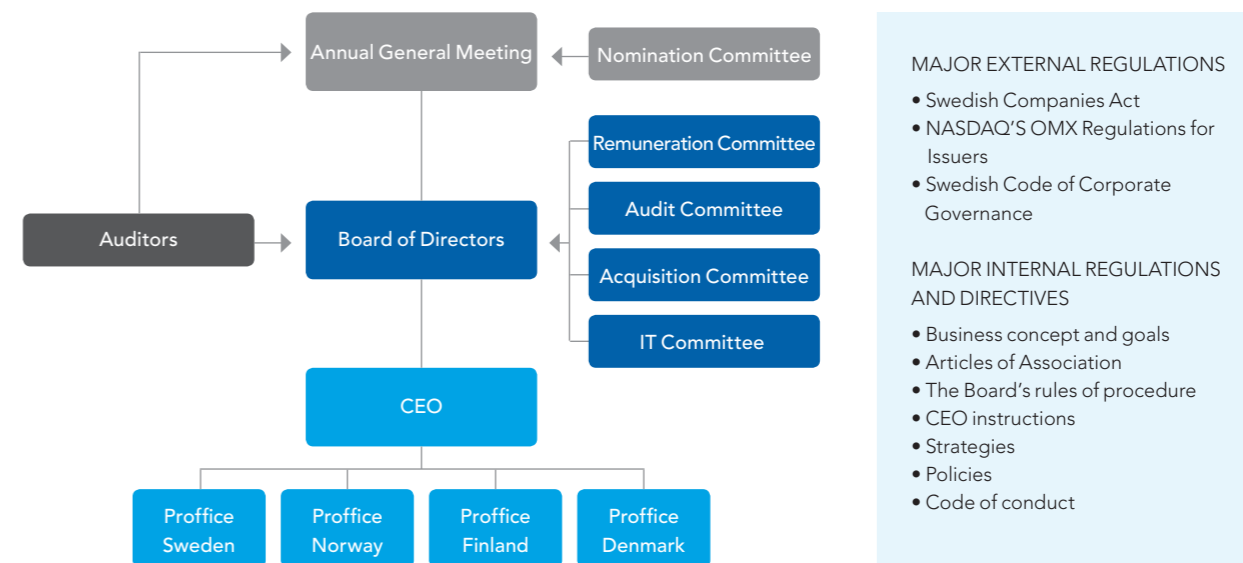 Annual General Meeting
Nomination Committee
Remuneration Committee
Audit Committee
Auditors
Board of Directors
Acquisition Committee
IT Committee
CEO
Proffice
Sweden
Proffice
Norway
Proffice
Finland
Proffice
Denmark
MAJOR EXTERNAL REGULATIONS
• Swedish Companies Act
• NASDAQ'S OMX Regulations for
Issuers
• Swedish Code of Corporate
Governance
MAJOR INTERNAL REGULATIONS
AND DIRECTIVES
• Business concept and goals
• Articles of Association
• The Board's rules of procedure
• CEO instructions
• Strategies
• Policies
• Code of conduct